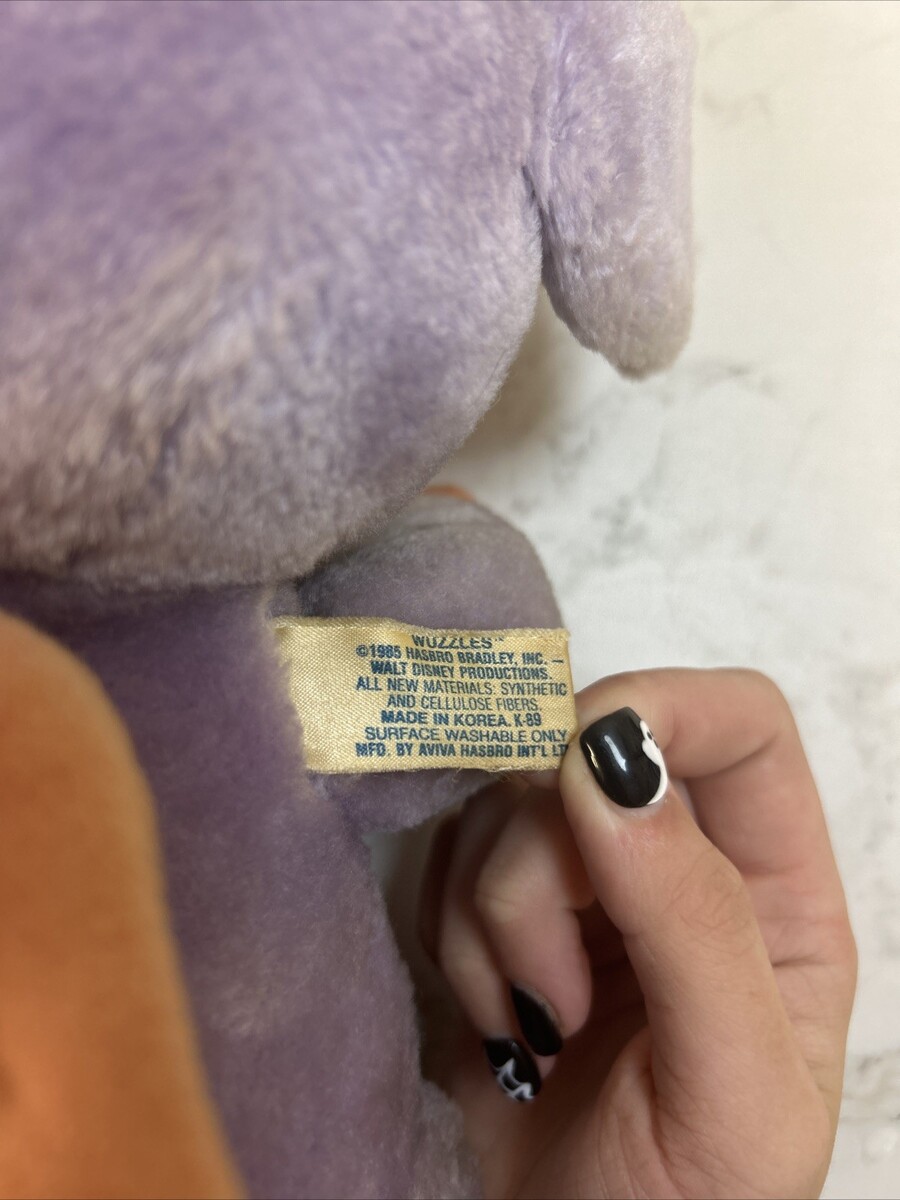 WUZZLES™
©1985 HASBRO BRADLEY, INC. —
WALT DISNEY PRODUCTIONS.
ALL NEW MATERIALS: SYNTHETIC
AND CELLULOSE FIBERS.
MADE IN KOREA. K-89
SURFACE WASHABLE ONLY
MFD. BY AVIVA HASBRO INT'L LT